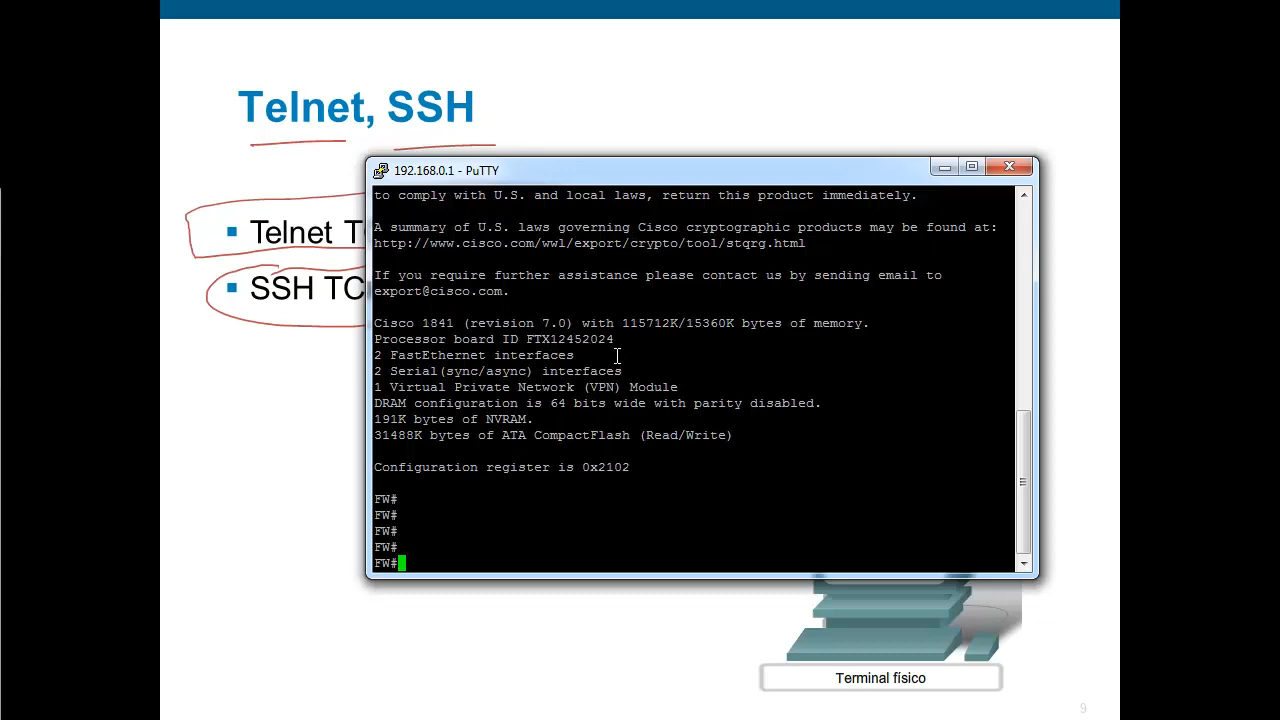 Telnet, SSH
Telnet T
SSH TC
192.168.0.1 - PuTTY
to comply with U.S. and local laws, return this product immediately.
A summary of U.S. laws governing Cisco cryptographic products may be found at:
http://www.cisco.com/wwl/export/crypto/tool/stqrg.html
If you require further assistance please contact us by sending email to
export@cisco.com.
Cisco 1841 (revision 7.0) with 115712K/15360K bytes of memory.
Processor board ID FTX12452024
2 FastEthernet interfaces
2 Serial(sync/async) interfaces
1 Virtual Private Network (VPN) Module
DRAM configuration is 64 bits wide with parity disabled.
191K bytes of NVRAM.
31488K bytes of ATA CompactFlash (Read/Write)
Configuration register is 0x2102
FW#
FW#
FW#
FW#
FW#
Terminal físico
9